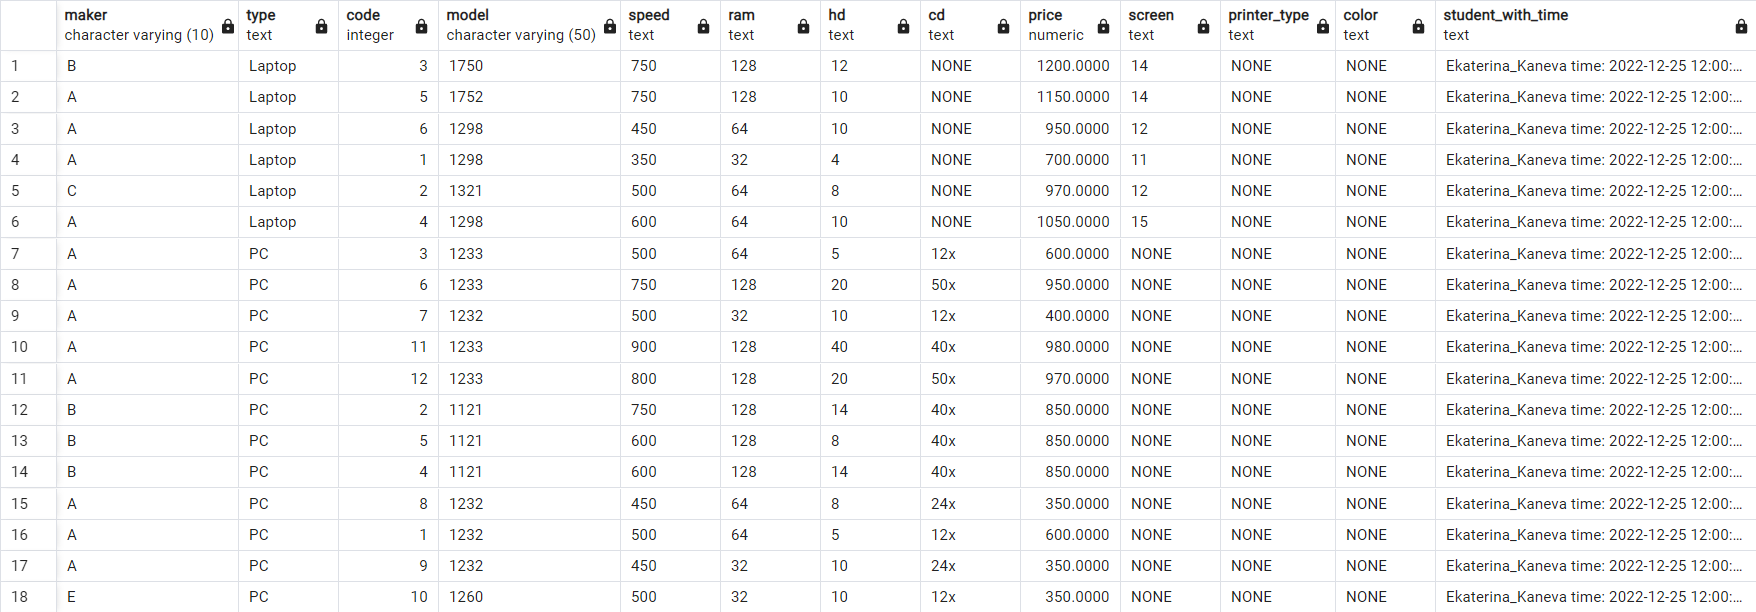 maker type code model speed ram hd cd price screen printer_type color student_with_time
character varying (10) text integer character varying (50) text text text text numeric text text text text
1 B Laptop 3 1750 750 128 12 NONE 1200.0000 14 NONE NONE Ekaterina_Kaneva time: 2022-12-25 12:00:...
2 A Laptop 5 1752 750 128 10 NONE 1150.0000 14 NONE NONE Ekaterina_Kaneva time: 2022-12-25 12:00:...
3 A Laptop 6 1298 450 64 10 NONE 950.0000 12 NONE NONE Ekaterina_Kaneva time: 2022-12-25 12:00:...
4 A Laptop 1 1298 350 32 4 NONE 700.0000 11 NONE NONE Ekaterina_Kaneva time: 2022-12-25 12:00:...
5 C Laptop 2 1321 500 64 8 NONE 970.0000 12 NONE NONE Ekaterina_Kaneva time: 2022-12-25 12:00:...
6 A Laptop 4 1298 600 64 10 NONE 1050.0000 15 NONE NONE Ekaterina_Kaneva time: 2022-12-25 12:00:...
7 A PC 3 1233 500 64 5 12x 600.0000 NONE NONE NONE Ekaterina_Kaneva time: 2022-12-25 12:00:...
8 A PC 6 1233 750 128 20 50x 950.0000 NONE NONE NONE Ekaterina_Kaneva time: 2022-12-25 12:00:...
9 A PC 7 1232 500 32 10 12x 400.0000 NONE NONE NONE Ekaterina_Kaneva time: 2022-12-25 12:00:...
10 A PC 11 1233 900 128 40 40x 980.0000 NONE NONE NONE Ekaterina_Kaneva time: 2022-12-25 12:00:...
11 A PC 12 1233 800 128 20 50x 970.0000 NONE NONE NONE Ekaterina_Kaneva time: 2022-12-25 12:00:...
12 B PC 2 1121 750 128 14 40x 850.0000 NONE NONE NONE Ekaterina_Kaneva time: 2022-12-25 12:00:...
13 B PC 5 1121 600 128 8 40x 850.0000 NONE NONE NONE Ekaterina_Kaneva time: 2022-12-25 12:00:...
14 B PC 4 1121 600 128 14 40x 850.0000 NONE NONE NONE Ekaterina_Kaneva time: 2022-12-25 12:00:...
15 A PC 8 1232 450 64 8 24x 350.0000 NONE NONE NONE Ekaterina_Kaneva time: 2022-12-25 12:00:...
16 A PC 1 1232 500 64 5 12x 600.0000 NONE NONE NONE Ekaterina_Kaneva time: 2022-12-25 12:00:...
17 A PC 9 1232 450 32 10 24x 350.0000 NONE NONE NONE Ekaterina_Kaneva time: 2022-12-25 12:00:...
18 E PC 10 1260 500 32 10 12x 350.0000 NONE NONE NONE Ekaterina_Kaneva time: 2022-12-25 12:00:...